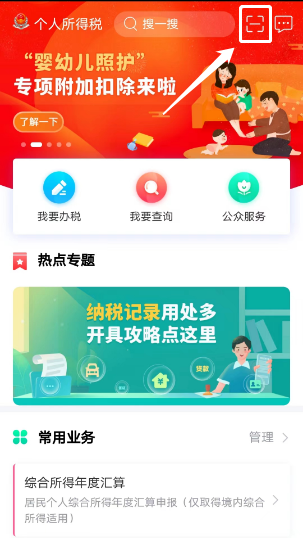 个人所得税
搜一搜
“婴幼儿照护”
专项附加扣除来啦
了解一下
我要办税
我要查询
公众服务
热点专题
纳税记录用处多
开具攻略点这里
贷款
常用业务
管理
综合所得年度汇算
居民个人综合所得年度汇算申报（仅取得境内综合
所得适用）